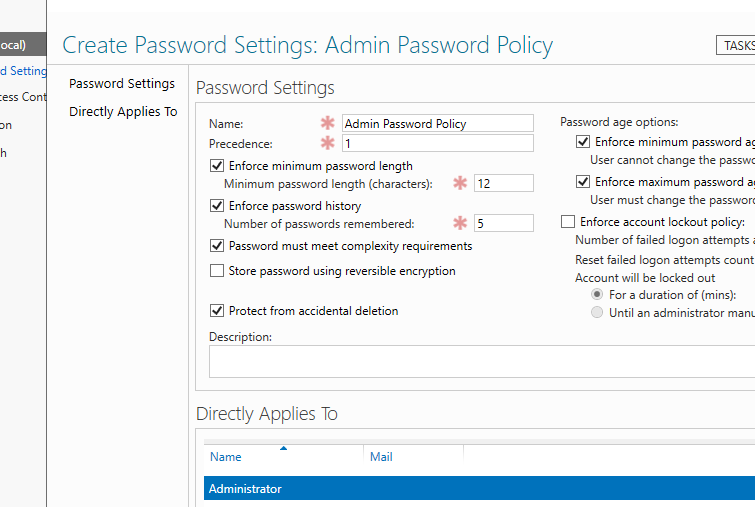 Create Password Settings: Admin Password Policy
TASKS
ocal)
d Setting
cess Cont
on
h
Password Settings
Directly Applies To
Password Settings
Name: * Admin Password Policy
Precedence: * 1
Enforce minimum password length
Minimum password length (characters): * 12
Enforce password history
Number of passwords remembered: * 5
Password must meet complexity requirements
Store password using reversible encryption
Protect from accidental deletion
Description:
Password age options:
Enforce minimum password ag
User cannot change the passwo
Enforce maximum password ag
User must change the password
Enforce account lockout policy:
Number of failed logon attempts a
Reset failed logon attempts count
Account will be locked out
For a duration of (mins):
Until an administrator manu
Directly Applies To
Name Mail
Administrator